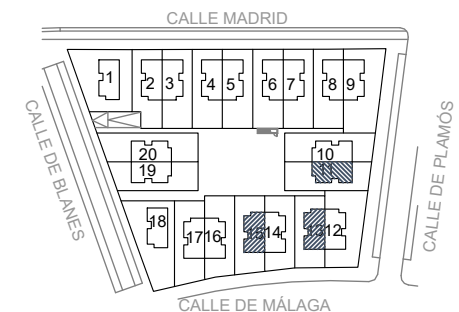 CALLE MADRID
1 2 3 4 5 6 7 8 9
CALLE DE BLANES
CALLE DE PLAMÓS
20 10
19 11
18 17 16 15 14 13 12
CALLE DE MÁLAGA